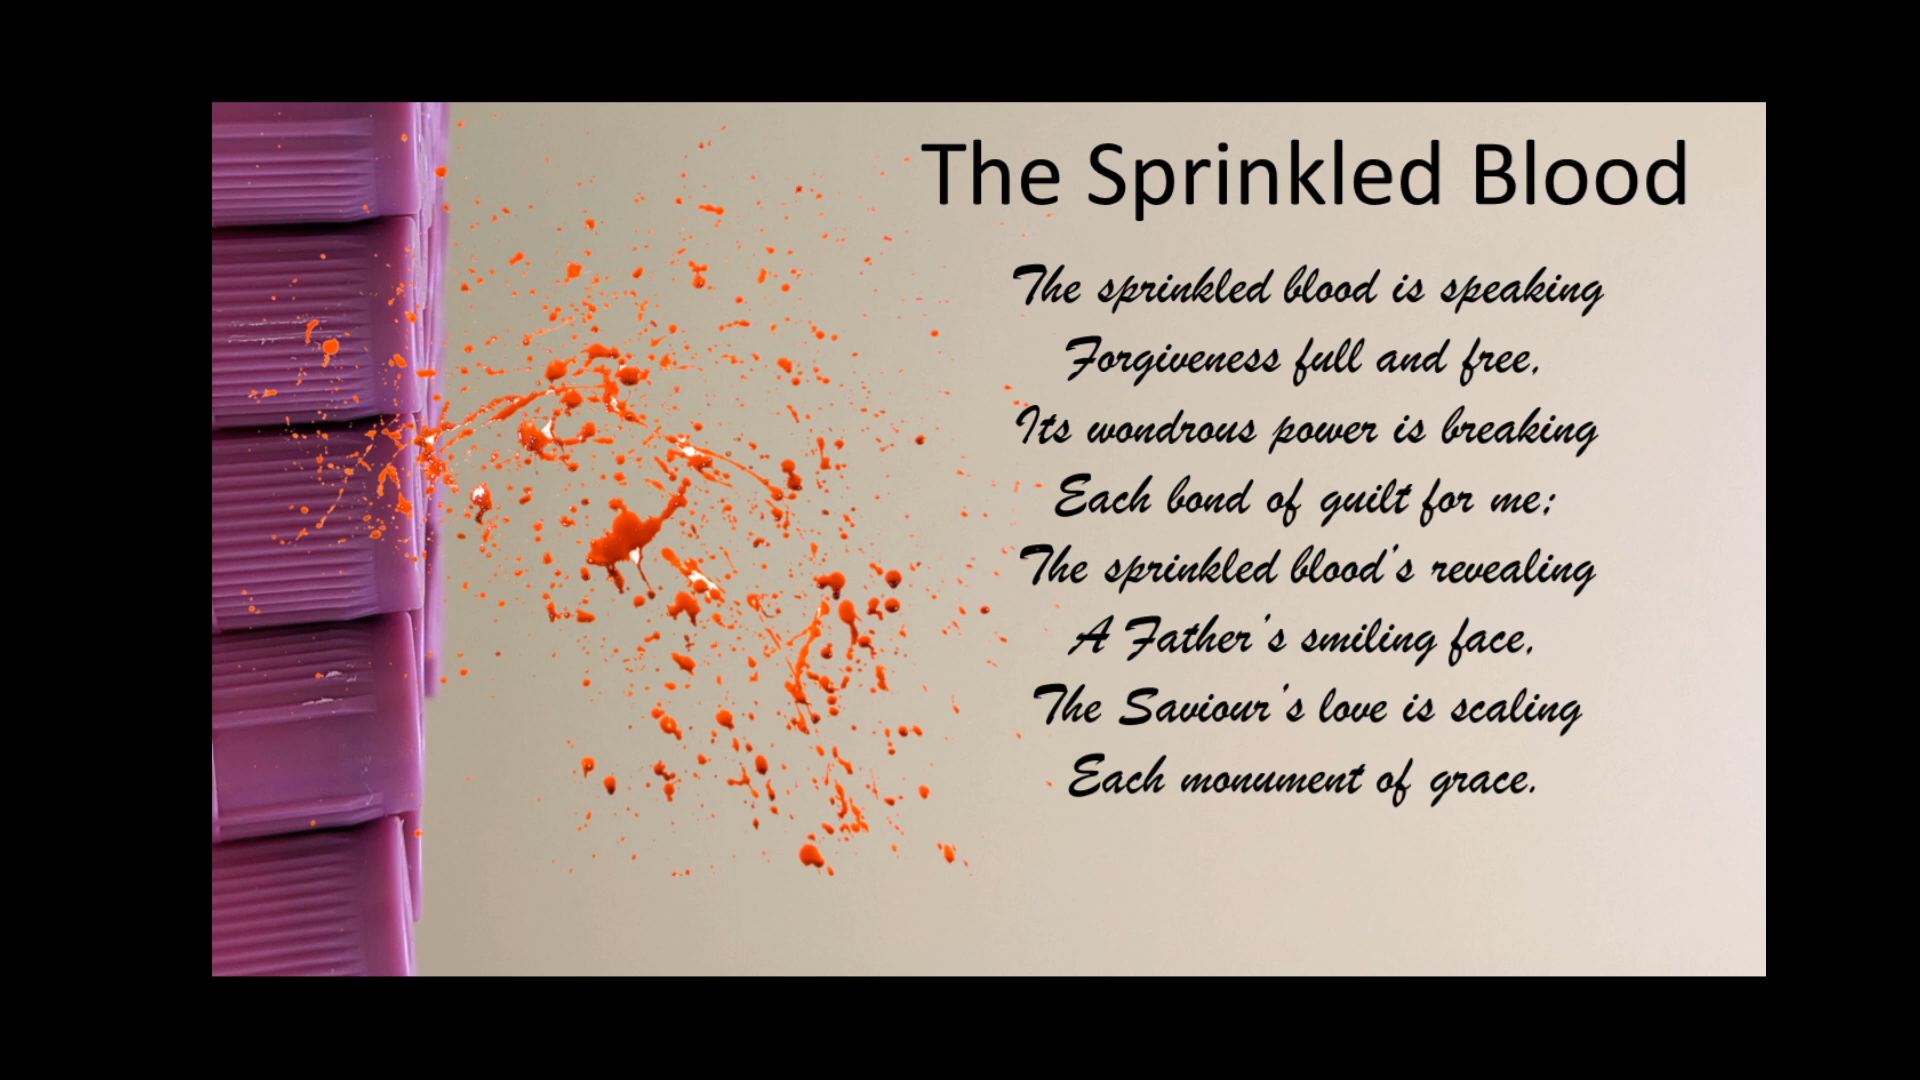 The Sprinkled Blood
The sprinkled blood is speaking
Forgiveness full and free,
Its wondrous power is breaking
Each bond of guilt for me;
The sprinkled blood's revealing
A Father's smiling face,
The Saviour's love is scaling
Each monument of grace.